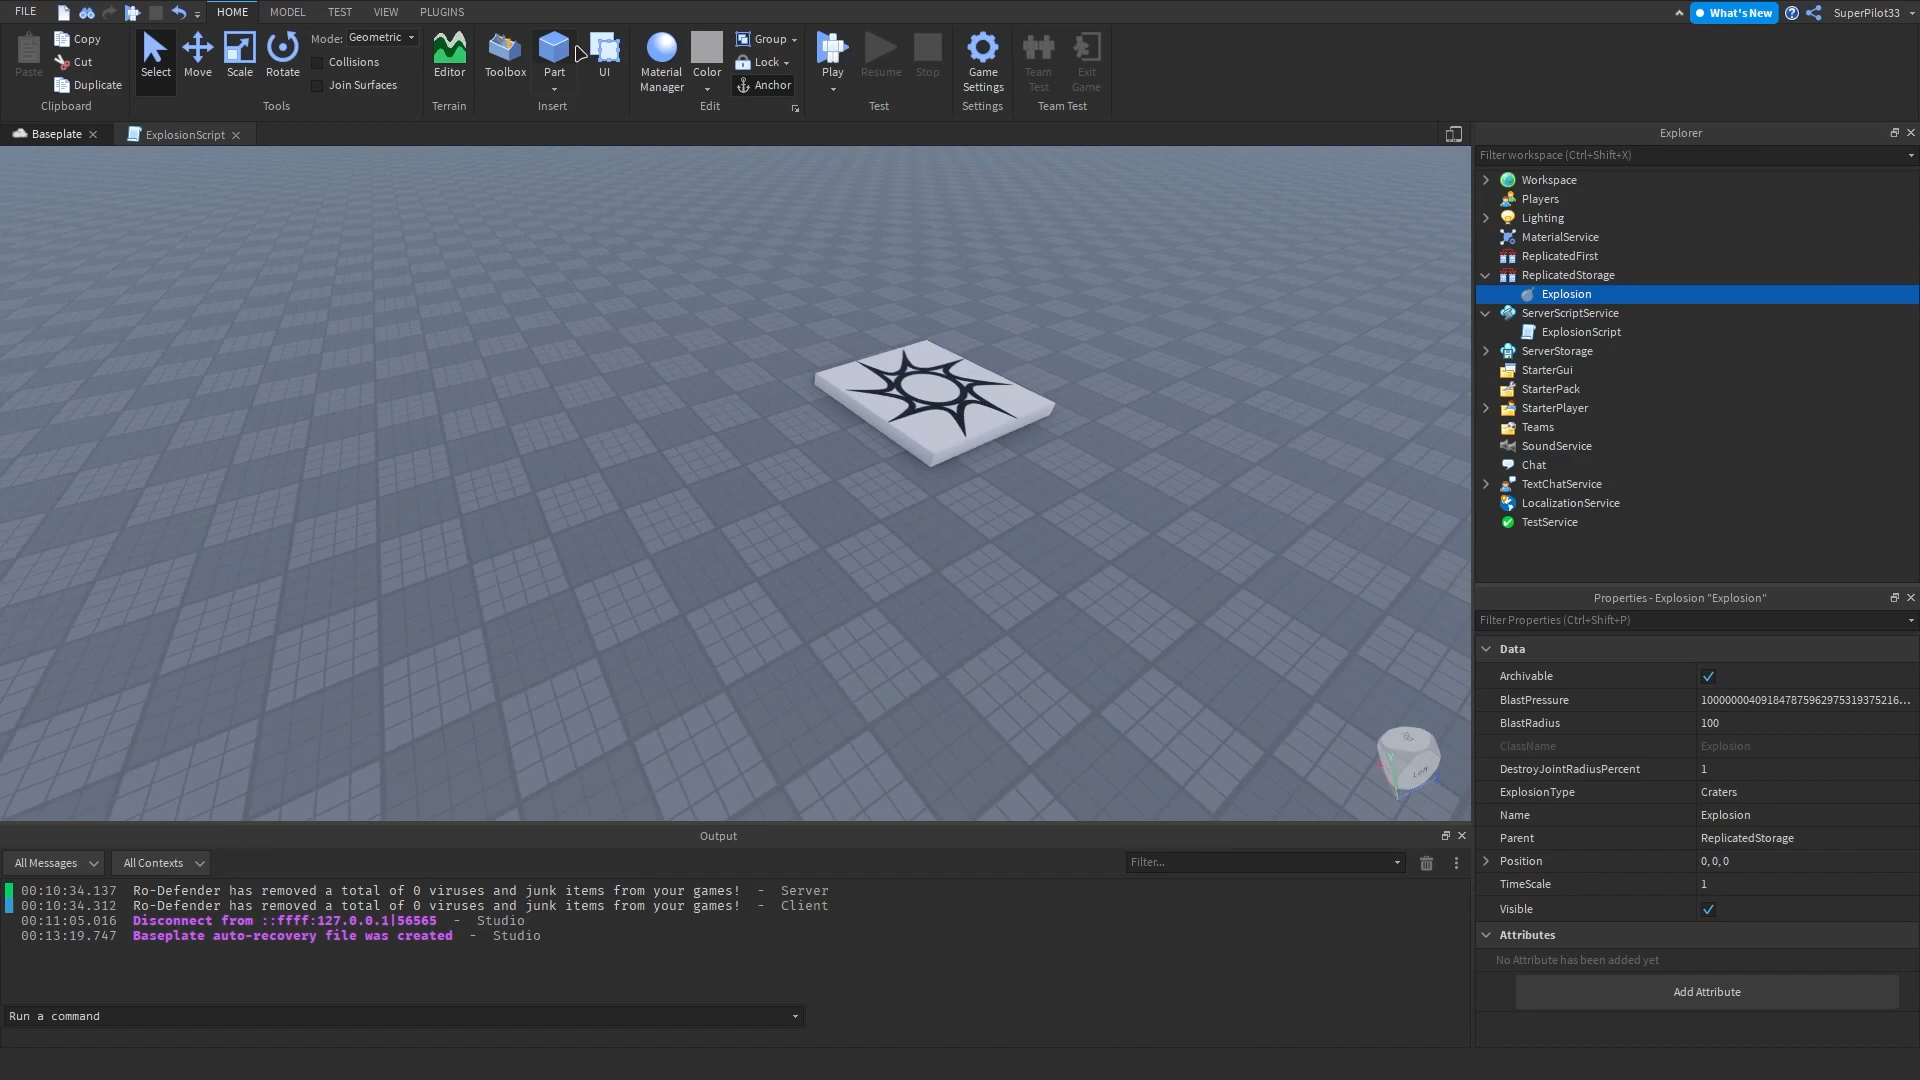 FILE HOME MODEL TEST VIEW PLUGINS What's New SuperPilot33
Paste Copy Cut Duplicate Clipboard
Select Move Scale Rotate Mode: Geometric Collisions Join Surfaces Tools
Editor Terrain
Toolbox Part UI Insert
Material Manager Color Group Lock Anchor Edit
Play Resume Stop Test
Game Settings Settings
Team Test Exit Game Team Test
Baseplate ExplosionScript
Explorer
Filter workspace (Ctrl+Shift+X)
Workspace
Players
Lighting
MaterialService
ReplicatedFirst
ReplicatedStorage
Explosion
ServerScriptService
ExplosionScript
ServerStorage
StarterGui
StarterPack
StarterPlayer
Teams
SoundService
Chat
TextChatService
LocalizationService
TestService
Properties - Explosion "Explosion"
Filter Properties (Ctrl+Shift+P)
Data
Archivable
BlastPressure 100000004091847875962975319375216...
BlastRadius 100
ClassName Explosion
DestroyJointRadiusPercent 1
ExplosionType Craters
Name Explosion
Parent ReplicatedStorage
Position 0, 0, 0
TimeScale 1
Visible
Attributes
No Attribute has been added yet
Add Attribute
Left
Output
All Messages All Contexts Filter...
00:10:34.137 Ro-Defender has removed a total of 0 viruses and junk items from your games! - Server
00:10:34.312 Ro-Defender has removed a total of 0 viruses and junk items from your games! - Client
00:11:05.016 Disconnect from ::ffff:127.0.0.1|56565 - Studio
00:13:19.747 Baseplate auto-recovery file was created - Studio
Run a command